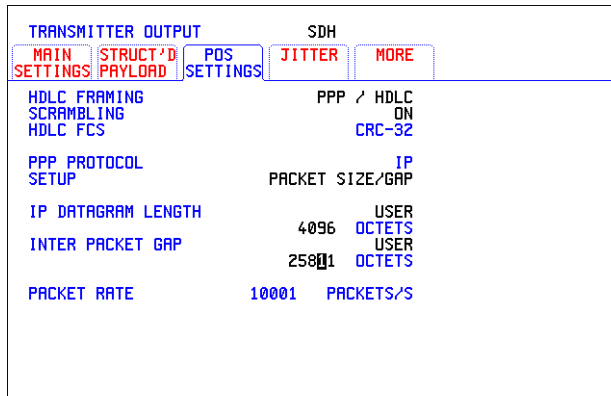 TRANSMITTER OUTPUT SDH
MAIN SETTINGS STRUCT'D PAYLOAD POS SETTINGS JITTER MORE
HDLC FRAMING PPP / HDLC
SCRAMBLING ON
HDLC FCS CRC-32
PPP PROTOCOL IP
SETUP PACKET SIZE/GAP
IP DATAGRAM LENGTH USER
4096 OCTETS
INTER PACKET GAP USER
25811 OCTETS
PACKET RATE 10001 PACKETS/S